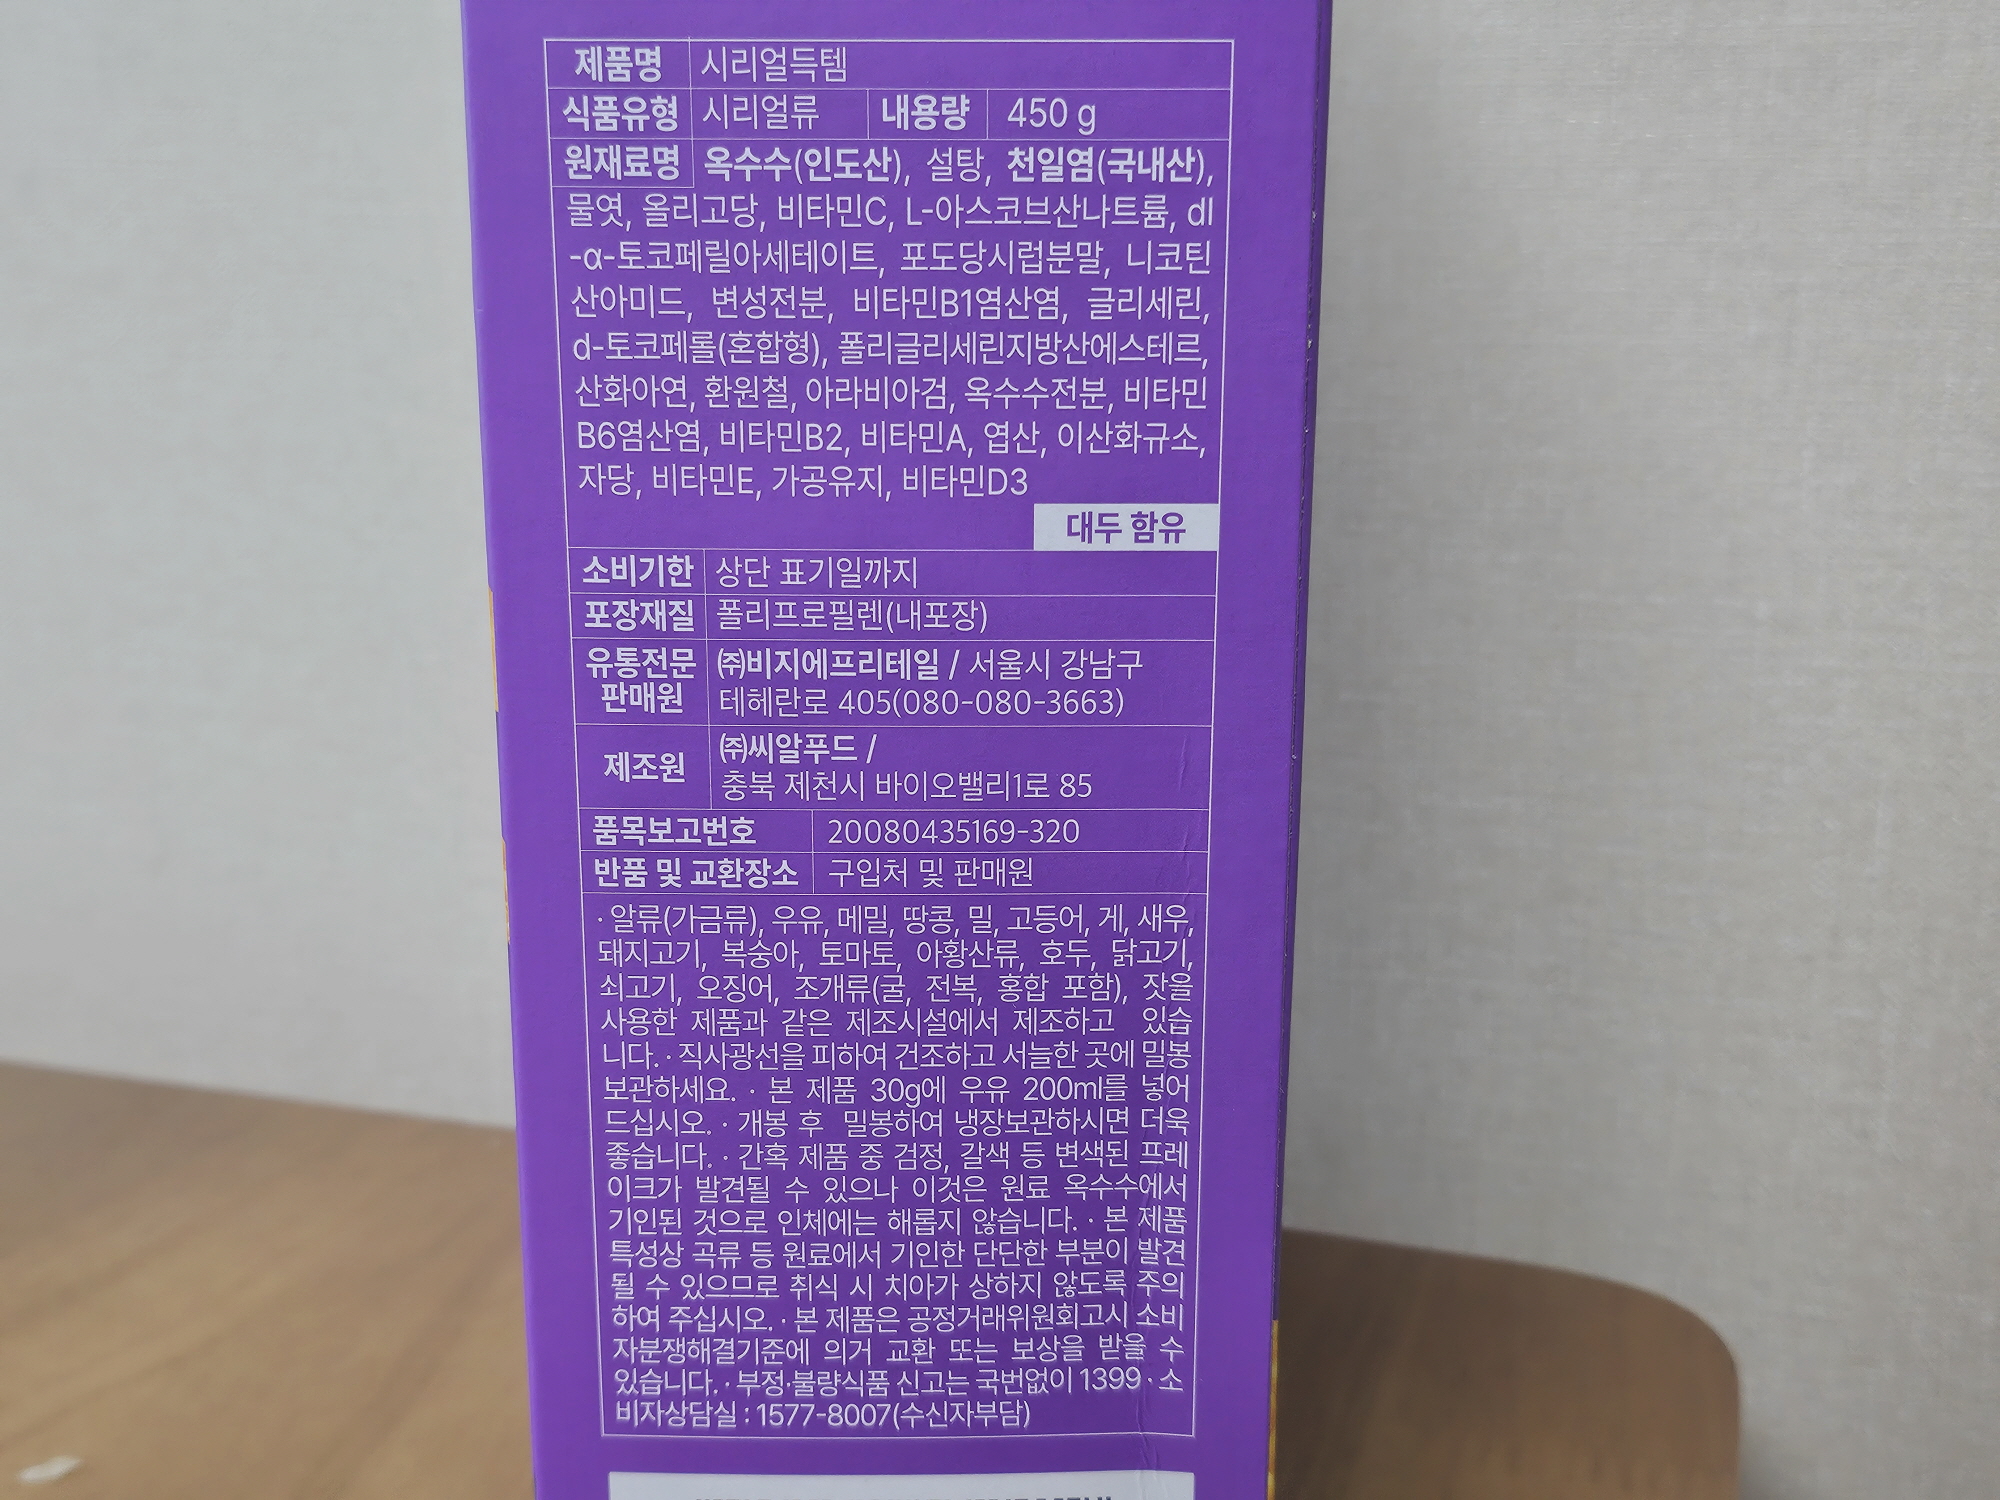 제품명 시리얼득템
식품유형 시리얼류 내용량 450 g
원재료명 옥수수(인도산), 설탕, 천일염(국내산),
물엿, 올리고당, 비타민C, L-아스코브산나트륨, dl
-α-토코페릴아세테이트, 포도당시럽분말, 니코틴
산아미드, 변성전분, 비타민B1염산염, 글리세린,
d-토코페롤(혼합형), 폴리글리세린지방산에스테르,
산화아연, 환원철, 아라비아검, 옥수수전분, 비타민
B6염산염, 비타민B2, 비타민A, 엽산, 이산화규소,
자당, 비타민E, 가공유지, 비타민D3
대두 함유
소비기한 상단 표기일까지
포장재질 폴리프로필렌(내포장)
유통전문 ㈜비지에프리테일 / 서울시 강남구
판매원 테헤란로 405(080-080-3663)
제조원 ㈜씨알푸드 /
충북 제천시 바이오밸리1로 85
품목보고번호 20080435169-320
반품 및 교환장소 구입처 및 판매원
· 알류(가금류), 우유, 메밀, 땅콩, 밀, 고등어, 게, 새우,
돼지고기, 복숭아, 토마토, 아황산류, 호두, 닭고기,
쇠고기, 오징어, 조개류(굴, 전복, 홍합 포함), 잣을
사용한 제품과 같은 제조시설에서 제조하고 있습
니다. · 직사광선을 피하여 건조하고 서늘한 곳에 밀봉
보관하세요. · 본 제품 30g에 우유 200ml를 넣어
드십시오. · 개봉 후 밀봉하여 냉장보관하시면 더욱
좋습니다. · 간혹 제품 중 검정, 갈색 등 변색된 프레
이크가 발견될 수 있으나 이것은 원료 옥수수에서
기인된 것으로 인체에는 해롭지 않습니다. · 본 제품
특성상 곡류 등 원료에서 기인한 단단한 부분이 발견
될 수 있으므로 취식 시 치아가 상하지 않도록 주의
하여 주십시오. · 본 제품은 공정거래위원회고시 소비
자분쟁해결기준에 의거 교환 또는 보상을 받을 수
있습니다. · 부정·불량식품 신고는 국번없이 1399 · 소
비자상담실 : 1577-8007(수신자부담)